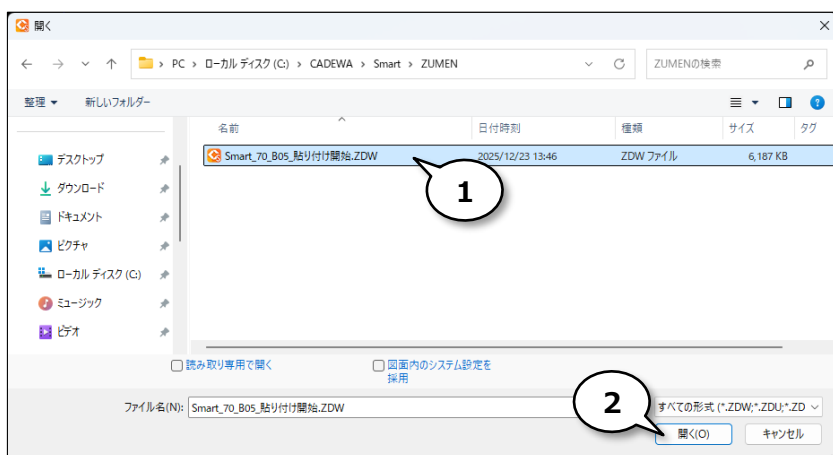 開く
PC › ローカル ディスク (C:) › CADEWA › Smart › ZUMEN
ZUMENの検索
整理
新しいフォルダー
名前
日付時刻
種類
サイズ
タグ
Smart_70_B05_貼り付け開始.ZDW
2025/12/23 13:46
ZDW ファイル
6,187 KB
1
デスクトップ
ダウンロード
ドキュメント
ピクチャ
ローカル ディスク (C:)
ミュージック
ビデオ
読み取り専用で開く
図面内のシステム設定を
採用
2
ファイル名(N):
Smart_70_B05_貼り付け開始.ZDW
すべての形式 (*.ZDW;*.ZDU;*.ZD
開く(O)
キャンセル